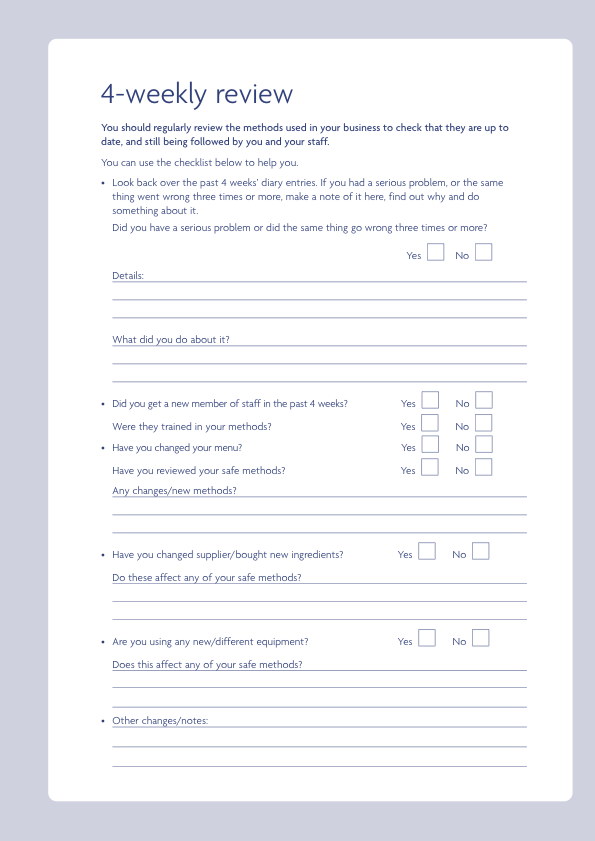 4-weekly review
You should regularly review the methods used in your business to check that they are up to
date, and still being followed by you and your staff.
You can use the checklist below to help you.
• Look back over the past 4 weeks’ diary entries. If you had a serious problem, or the same
thing went wrong three times or more, make a note of it here, find out why and do
something about it.
Did you have a serious problem or did the same thing go wrong three times or more?
Yes No
Details:
What did you do about it?
• Did you get a new member of staff in the past 4 weeks? Yes No
Were they trained in your methods? Yes No
• Have you changed your menu? Yes No
Have you reviewed your safe methods? Yes No
Any changes/new methods?
• Have you changed supplier/bought new ingredients? Yes No
Do these affect any of your safe methods?
• Are you using any new/different equipment? Yes No
Does this affect any of your safe methods?
• Other changes/notes: